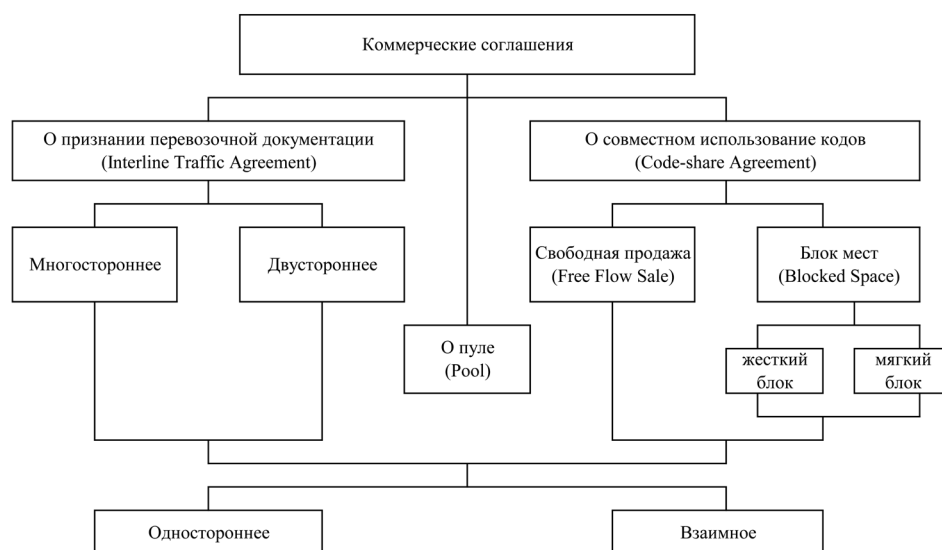 Коммерческие соглашения
О признании перевозочной документации
(Interline Traffic Agreement)
О совместном использование кодов
(Code-share Agreement)
Многостороннее
Двустороннее
Свободная продажа
(Free Flow Sale)
Блок мест
(Blocked Space)
О пуле
(Pool)
жесткий
блок
мягкий
блок
Одностороннее
Взаимное